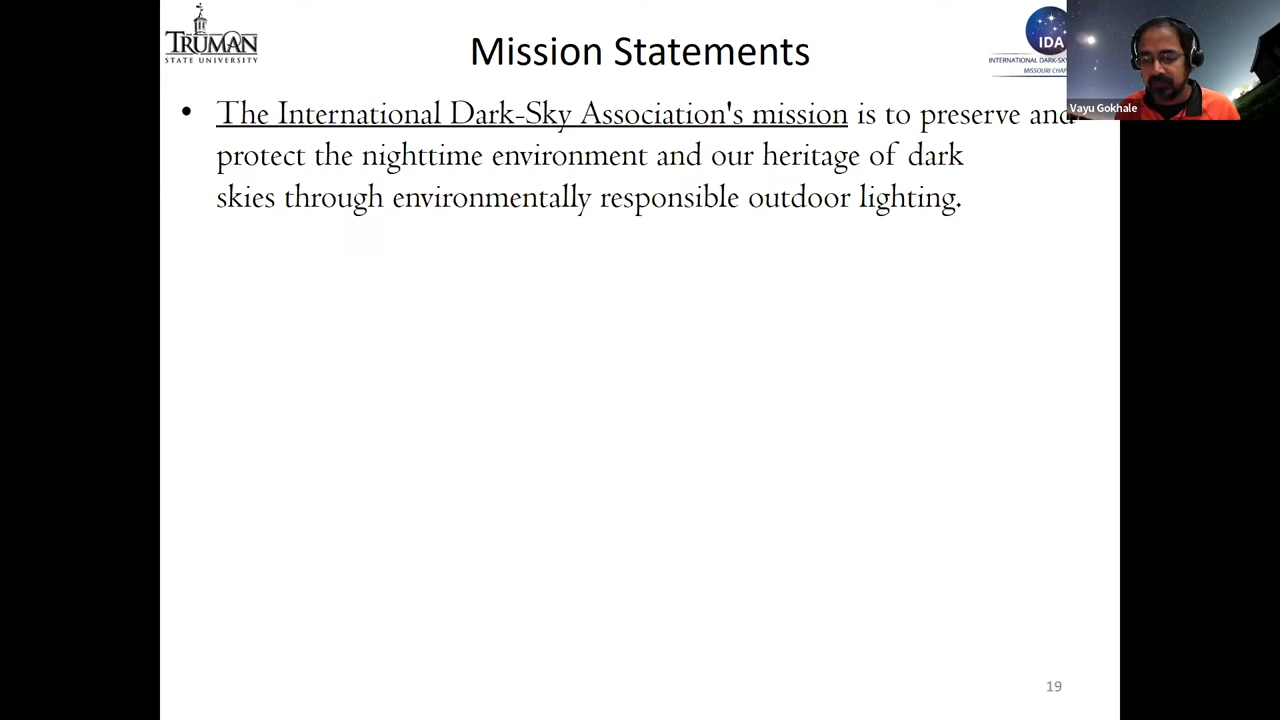 TRUMAN
STATE UNIVERSITY
Mission Statements
IDA
INTERNATIONAL DARK-SKY
MISSOURI
Vayu Gokhale
• The International Dark-Sky Association's mission is to preserve and
protect the nighttime environment and our heritage of dark
skies through environmentally responsible outdoor lighting.
19